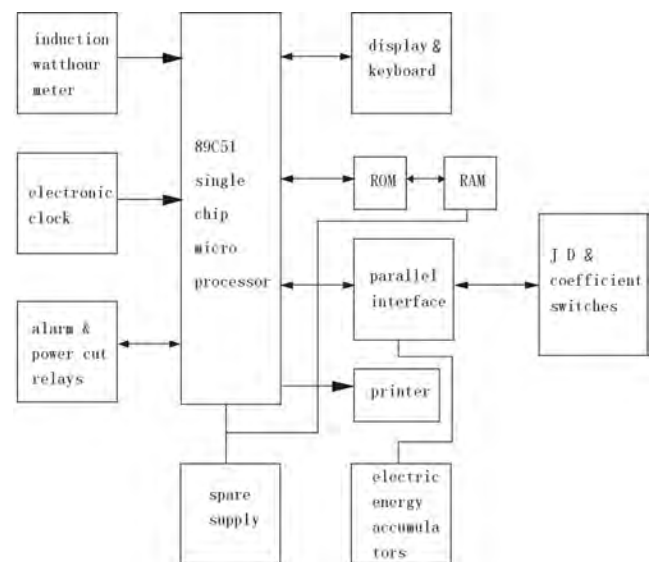 induction
watthour
meter
display &
keyboard
89C51
single
chip
micro
processor
ROM
RAM
electronic
clock
parallel
interface
J D &
coefficient
switches
alarm &
power cut
relays
printer
spare
supply
electric
energy
accumula
tors